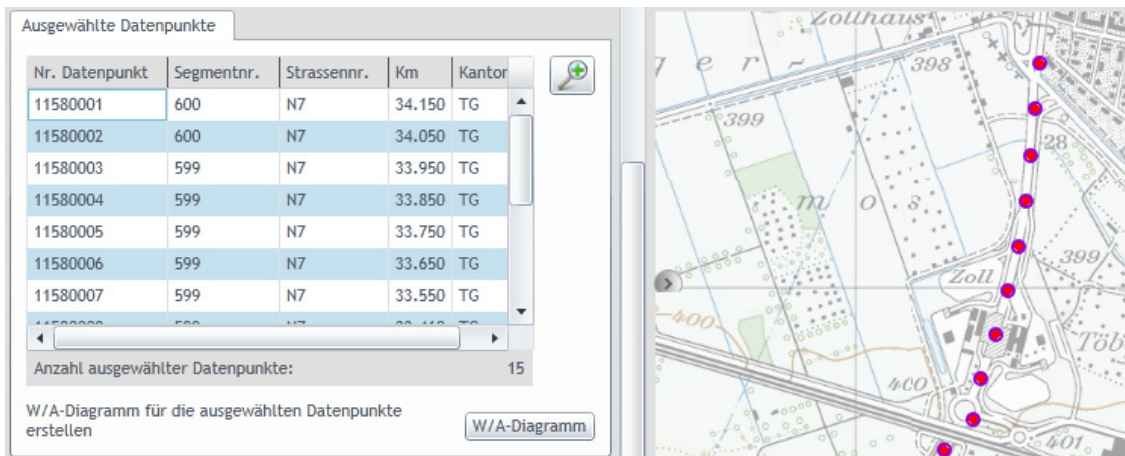 Ausgewählte Datenpunkte
Nr. Datenpunkt Segmentnr. Strassennr. Km Kanton
11580001 600 N7 34.150 TG
11580002 600 N7 34.050 TG
11580003 599 N7 33.950 TG
11580004 599 N7 33.850 TG
11580005 599 N7 33.750 TG
11580006 599 N7 33.650 TG
11580007 599 N7 33.550 TG
Anzahl ausgewählter Datenpunkte: 15
W/A-Diagramm für die ausgewählten Datenpunkte
erstellen
W/A-Diagramm
Zollhaus
g e r -
398
399
28
m o s
399
Zoll
400
Töb
400
401